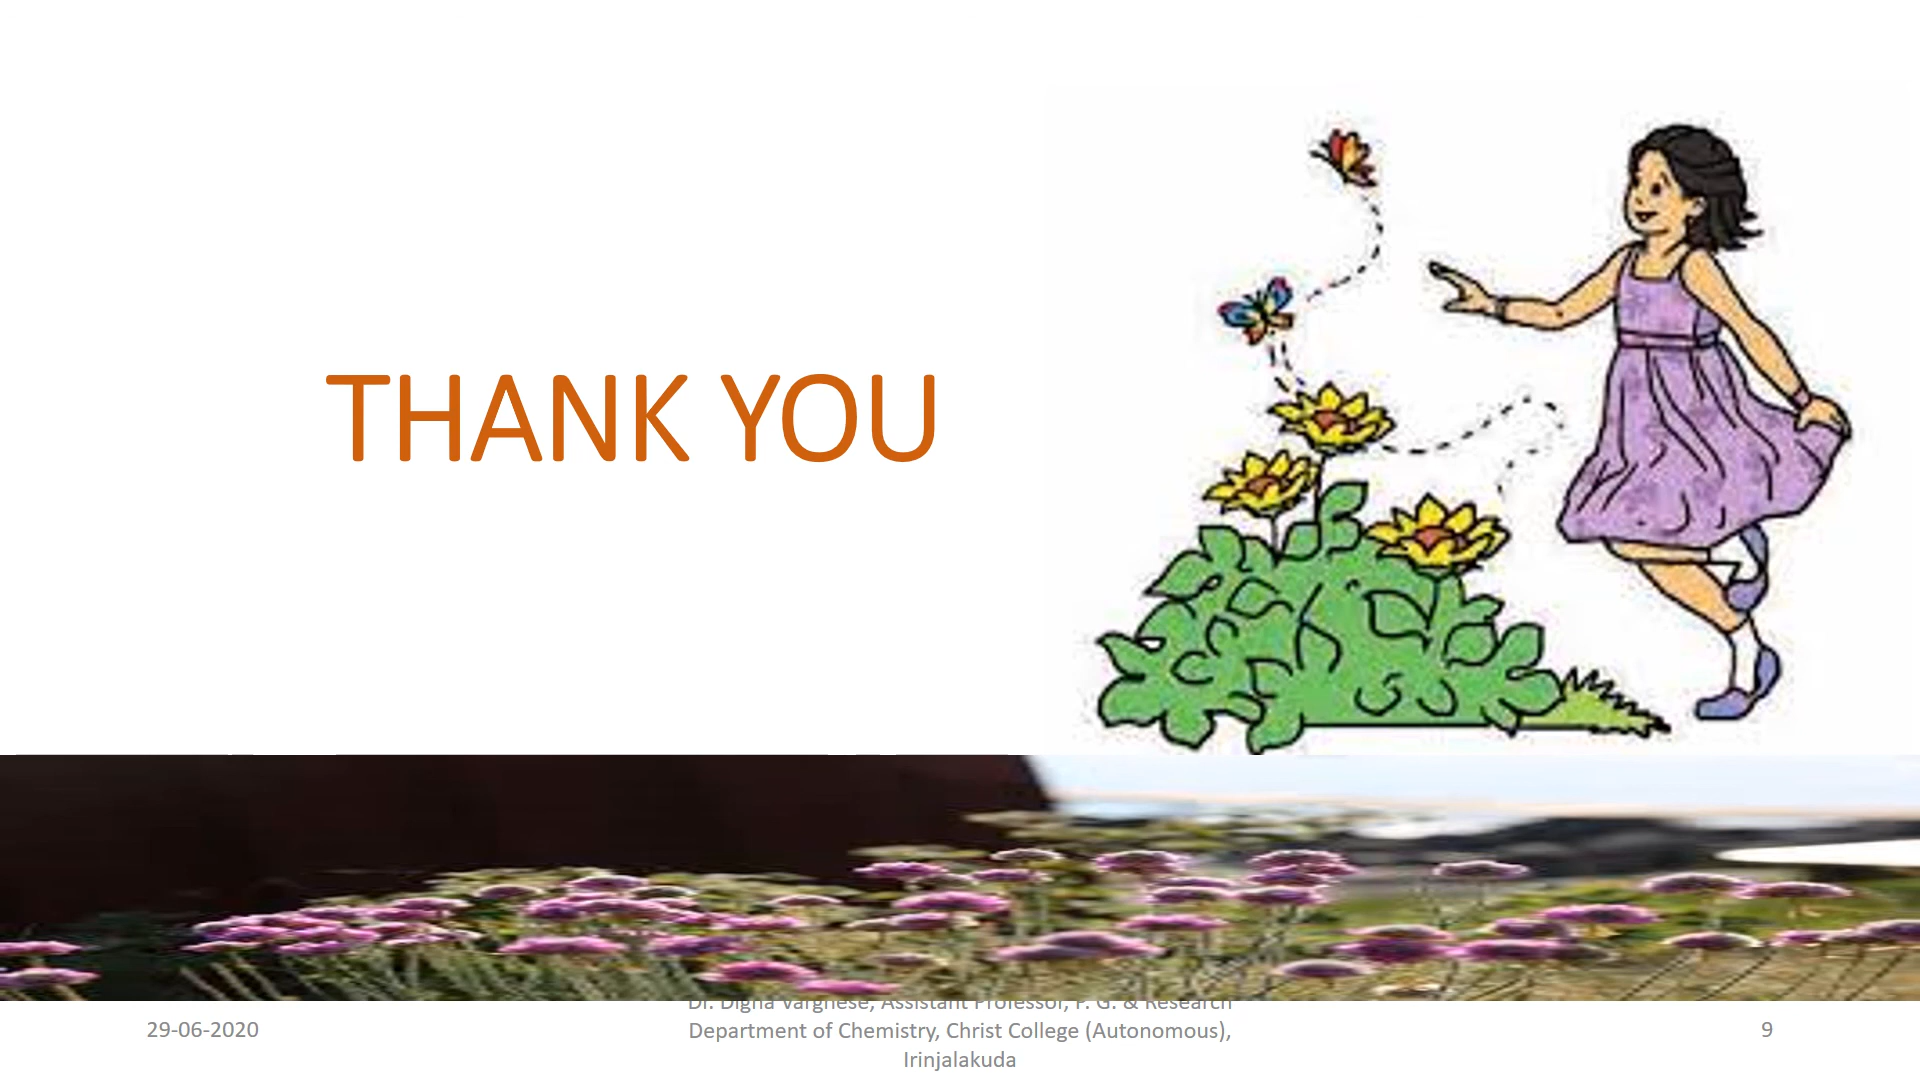 THANK YOU
Dr. Digna Varghese, Assistant Professor, P. G. & Research
Department of Chemistry, Christ College (Autonomous),
Irinjalakuda
29-06-2020
9